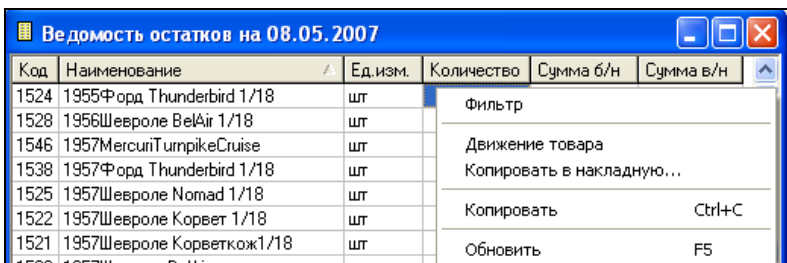 Ведомость остатков на 08.05.2007
Код Наименование Ед.изм. Количество Сумма б/н Сумма в/н
1524 1955Форд Thunderbird 1/18 шт
Фильтр
1528 1956Шевроле BelAir 1/18 шт
1546 1957MercuriTurnpikeCruise шт
Движение товара
1538 1957Форд Thunderbird 1/18 шт
Копировать в накладную...
1525 1957Шевроле Nomad 1/18 шт
1522 1957Шевроле Корвет 1/18 шт
Копировать Ctrl+C
1521 1957Шевроле Корветкож1/18 шт
Обновить F5